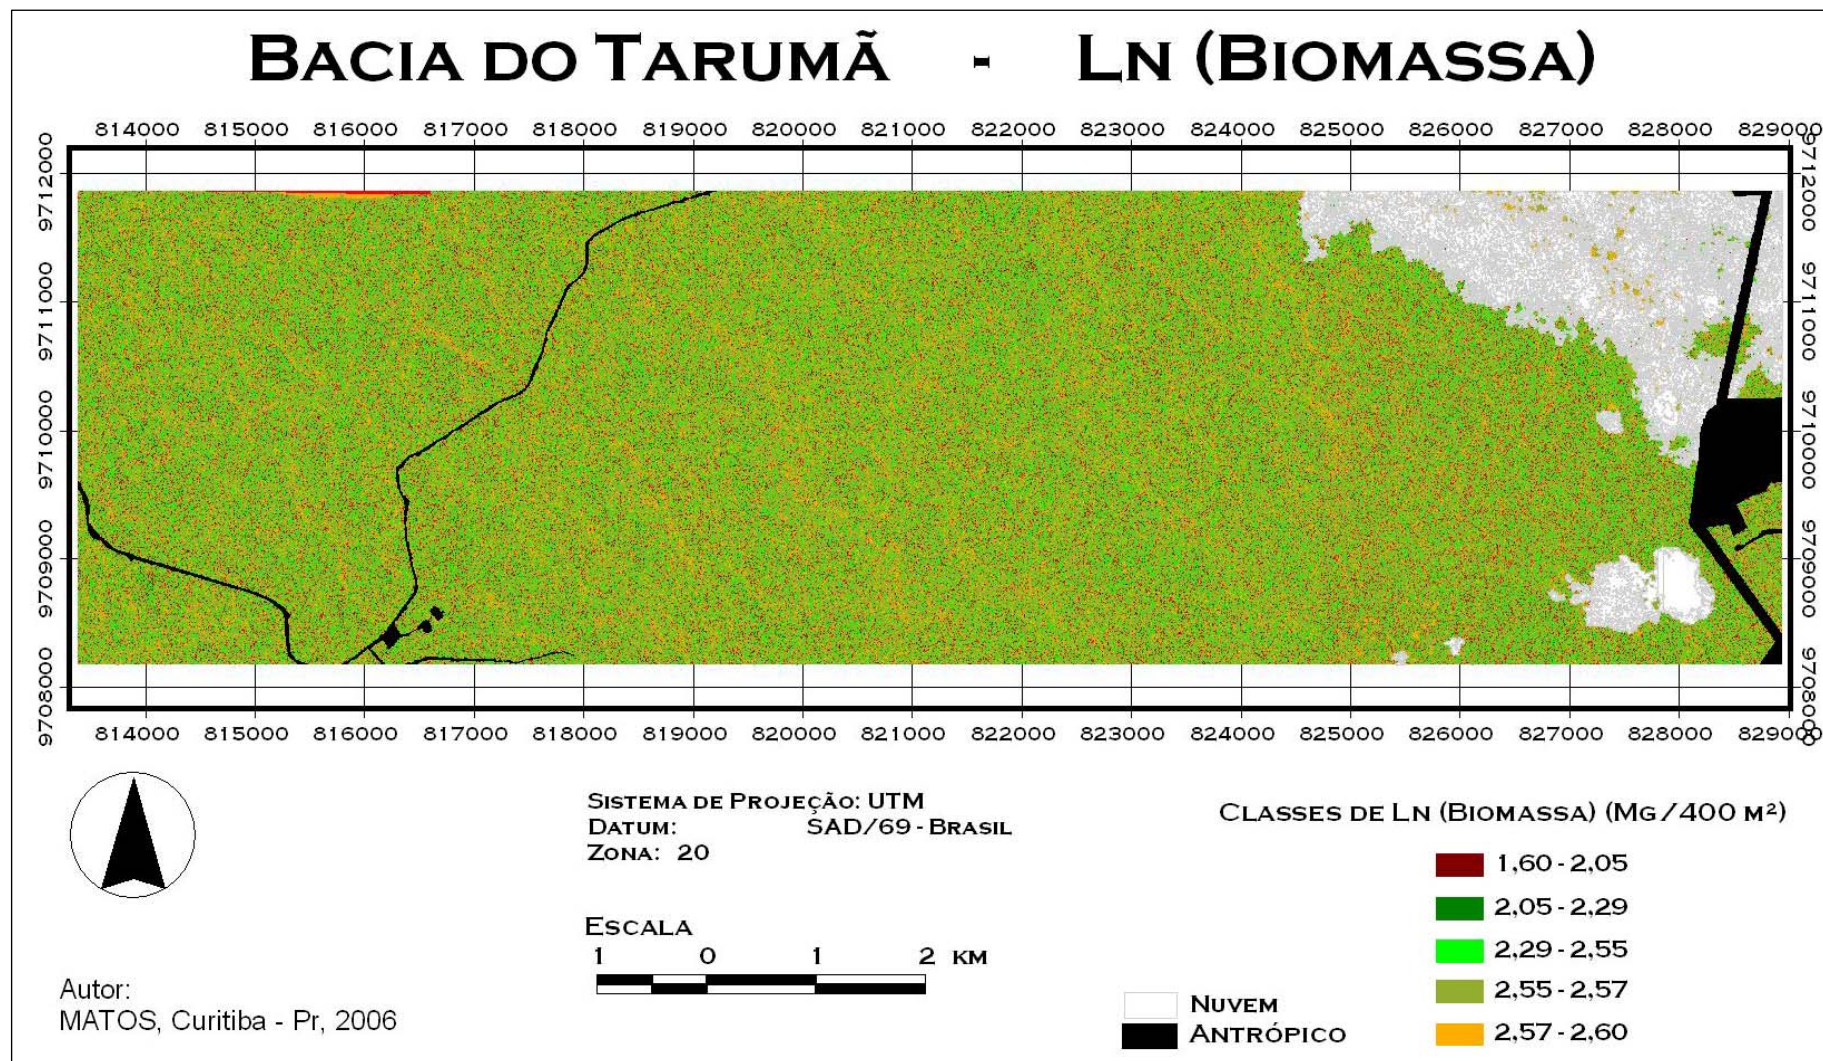 BACIA DO TARUMÃ - LN (BIOMASSA)
814000 815000 816000 817000 818000 819000 820000 821000 822000 823000 824000 825000 826000 827000 828000 829000
9712000 9712000
9711000 9711000
9710000 9710000
9709000 9709000
9708000 9708000
814000 815000 816000 817000 818000 819000 820000 821000 822000 823000 824000 825000 826000 827000 828000 829000
SISTEMA DE PROJEÇÃO: UTM
DATUM: SAD/69 - BRASIL
ZONA: 20
ESCALA
1 0 1 2 KM
Autor:
MATOS, Curitiba - Pr, 2006
CLASSES DE LN (BIOMASSA) (MG/400 M²)
1,60 - 2,05
2,05 - 2,29
2,29 - 2,55
2,55 - 2,57
2,57 - 2,60
NUVEM
ANTRÓPICO